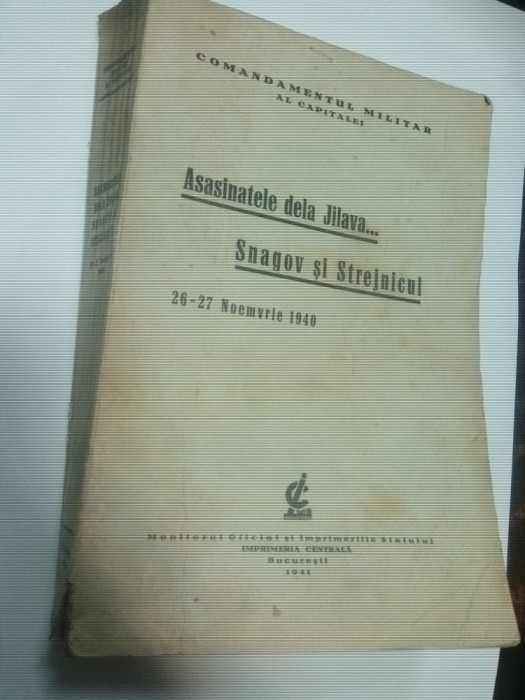 COMANDAMENTUL MILITAR
AL CAPITALEI
Asasinatele dela Jilava...
Snagov și Strejnicul
26-27 Noemvrie 1940
Monitorul Oficial și Imprimeriile Statului
IMPRIMERIA CENTRALĂ
București
1941